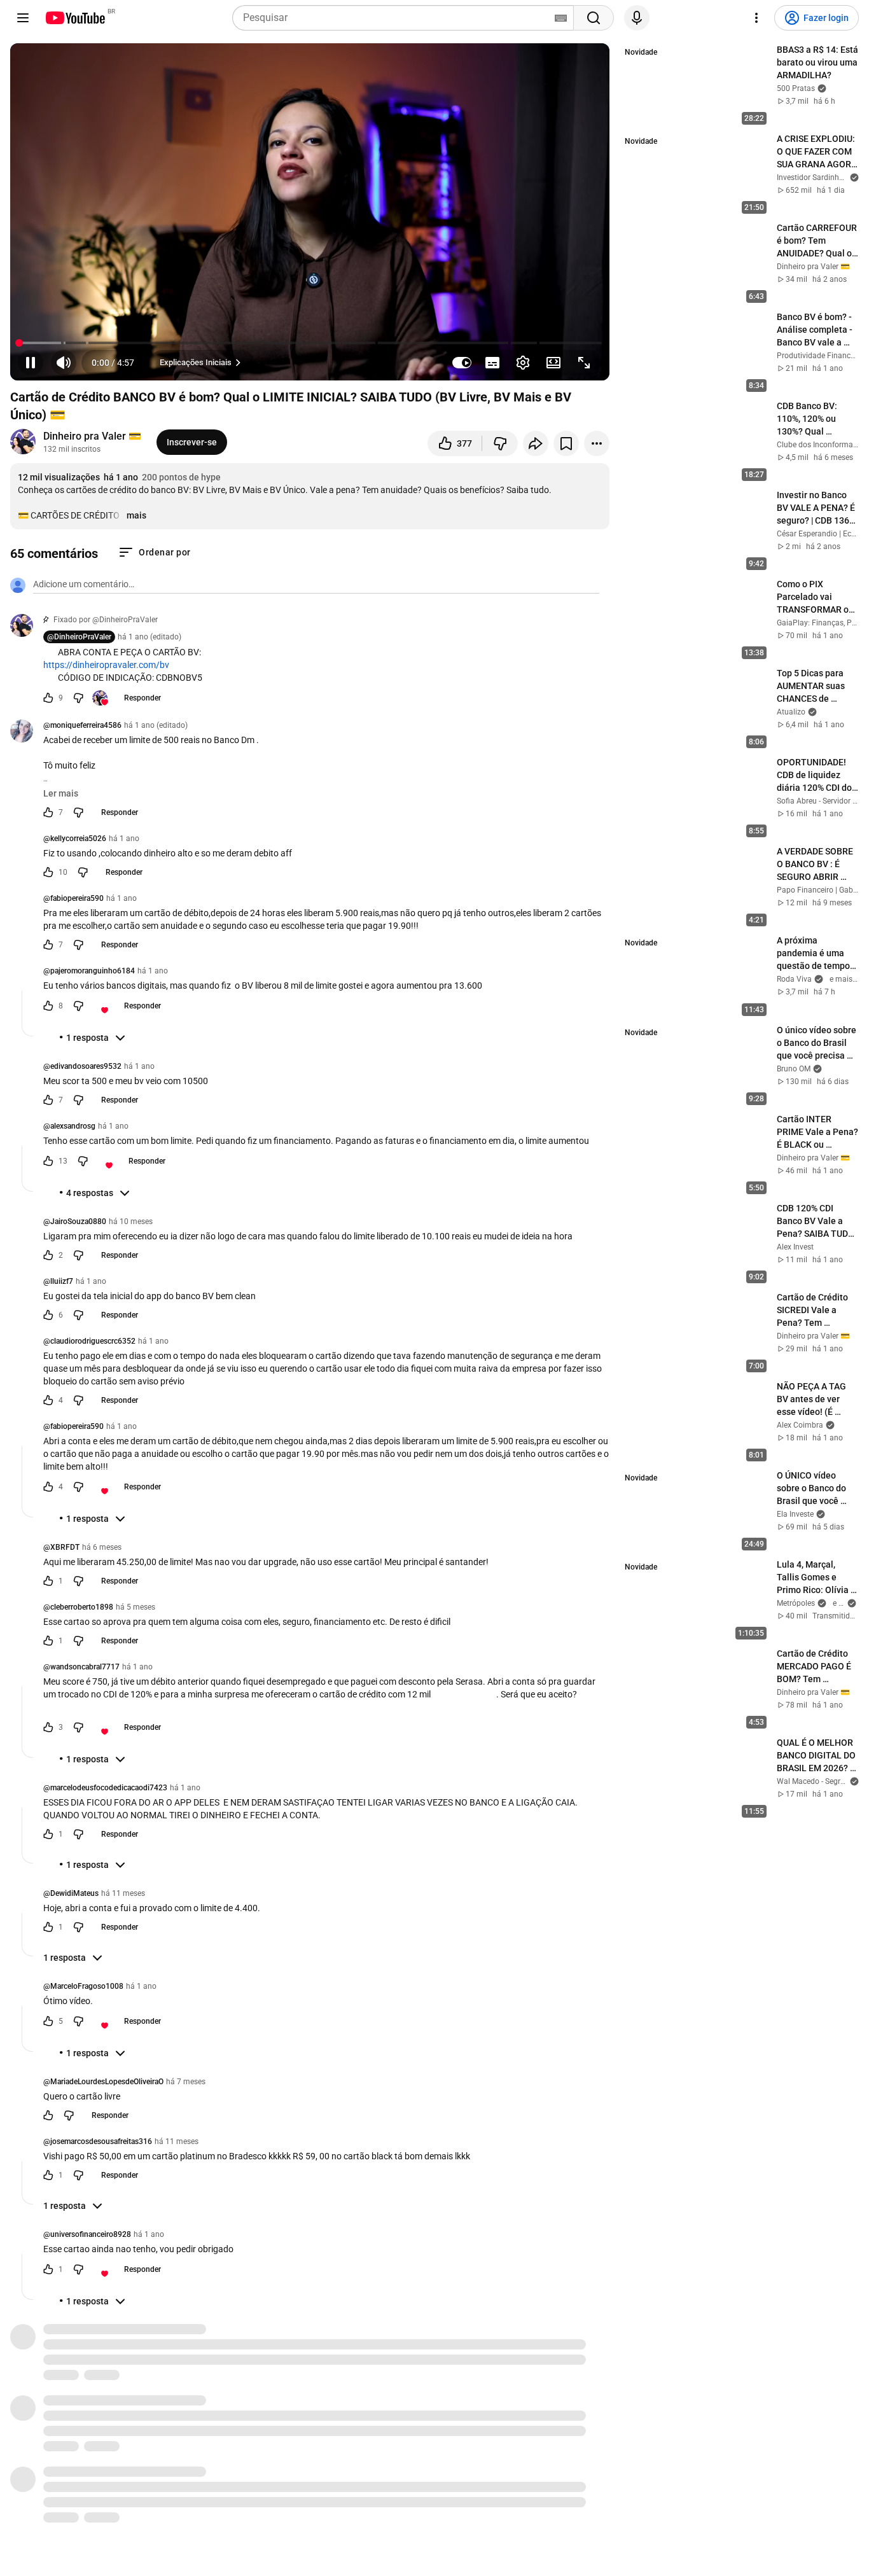 YouTube BR
Pesquisar
Fazer login
0:00 / 4:57
Explicações Iniciais
Cartão de Crédito Banco BV É bom? Qual o LIMITE INICIAL? SAIBA TUDO (BV Livre, BV Mais e BV
Único) 💳
Dinheiro pra Valer 💳
132 mil inscritos
Inscrever-se
377
12 mil visualizações há 1 ano 200 pontos de hype
Conheça os cartões de crédito do banco BV: BV Livre, BV Mais e BV Único. Vale a pena? Tem anuidade? Quais os benefícios? Saiba tudo.
💳 CARTÕES DE CRÉDITO mais
65 comentários
Ordenar por
Adicione um comentário...
Fixado por @DinheiroPraValer
@DinheiroPraValer há 1 ano (editado)
ABRA CONTA E PEÇA O CARTÃO BV:
https://dinheiropravaler.com/bv
CÓDIGO DE INDICAÇÃO: CDBNOBV5
9 Responder
@moniqueferreira4586 há 1 ano (editado)
Acabei de receber um limite de 500 reais no Banco Dm .
Tô muito feliz
..
Ler mais
7 Responder
@kellycorreia5026 há 1 ano
Fiz to usando ,colocando dinheiro alto e so me deram debito aff
10 Responder
@fabiopereira590 há 1 ano
Pra me eles liberaram um cartão de débito,depois de 24 horas eles liberam 5.900 reais,mas não quero pq já tenho outros,eles liberam 2 cartões
pra me escolher,o cartão sem anuidade e o segundo caso eu escolhesse teria que pagar 19.90!!!
7 Responder
@pajeromoranguinho6184 há 1 ano
Eu tenho vários bancos digitais, mas quando fiz o BV liberou 8 mil de limite gostei e agora aumentou pra 13.600
8 Responder
• 1 resposta
@edivandosoares9532 há 1 ano
Meu scor ta 500 e meu bv veio com 10500
7 Responder
@alexsandrosg há 1 ano
Tenho esse cartão com um bom limite. Pedi quando fiz um financiamento. Pagando as faturas e o financiamento em dia, o limite aumentou
13 Responder
• 4 respostas
@JairoSouza0880 há 10 meses
Ligaram pra mim oferecendo eu ia dizer não logo de cara mas quando falou do limite liberado de 10.100 reais eu mudei de ideia na hora
2 Responder
@lluiizf7 há 1 ano
Eu gostei da tela inicial do app do banco BV bem clean
6 Responder
@claudiorodriguescrc6352 há 1 ano
Eu tenho pago ele em dias e com o tempo do nada eles bloquearam o cartão dizendo que tava fazendo manutenção de segurança e me deram
quase um mês para desbloquear da onde já se viu isso eu querendo o cartão usar ele todo dia fiquei com muita raiva da empresa por fazer isso
bloqueio do cartão sem aviso prévio
4 Responder
@fabiopereira590 há 1 ano
Abri a conta e eles me deram um cartão de débito,que nem chegou ainda,mas 2 dias depois liberaram um limite de 5.900 reais,pra eu escolher ou
o cartão que não paga a anuidade ou escolho o cartão que pagar 19.90 por mês.mas não vou pedir nem um dos dois,já tenho outros cartões e o
limite bem alto!!!
4 Responder
• 1 resposta
@XBRFDT há 6 meses
Aqui me liberaram 45.250,00 de limite! Mas nao vou dar upgrade, não uso esse cartão! Meu principal é santander!
1 Responder
@cleberroberto1898 há 5 meses
Esse cartao so aprova pra quem tem alguma coisa com eles, seguro, financiamento etc. De resto é dificil
1 Responder
@wandsoncabral7717 há 1 ano
Meu score é 750, já tive um débito anterior quando fiquei desempregado e que paguei com desconto pela Serasa. Abri a conta só pra guardar
um trocado no CDI de 120% e para a minha surpresa me ofereceram o cartão de crédito com 12 mil . Será que eu aceito?
3 Responder
• 1 resposta
@marcelodeusfocodedicacaodi7423 há 1 ano
ESSES DIA FICOU FORA DO AR O APP DELES E NEM DERAM SASTIFAÇAO TENTEI LIGAR VARIAS VEZES NO BANCO E A LIGAÇÃO CAIA.
QUANDO VOLTOU AO NORMAL TIREI O DINHEIRO E FECHEI A CONTA.
1 Responder
• 1 resposta
@DewidiMateus há 11 meses
Hoje, abri a conta e fui a provado com o limite de 4.400.
1 Responder
1 resposta
@MarceloFragoso1008 há 1 ano
Ótimo vídeo.
5 Responder
• 1 resposta
@MariadeLourdesLopesdeOliveiraO há 7 meses
Quero o cartão livre
Responder
@josemarcosdesousafreitas316 há 11 meses
Vishi pago R$ 50,00 em um cartão platinum no Bradesco kkkkk R$ 59, 00 no cartão black tá bom demais lkkk
1 Responder
1 resposta
@universofinanceiro8928 há 1 ano
Esse cartao ainda nao tenho, vou pedir obrigado
1 Responder
• 1 resposta
Novidade
28:22
BBAS3 a R$ 14: Está
barato ou virou uma
ARMADILHA?
500 Pratas
3,7 mil há 6 h
Novidade
21:50
A CRISE EXPLODIU:
O QUE FAZER COM
SUA GRANA AGOR...
Investidor Sardinh...
652 mil há 1 dia
6:43
Cartão CARREFOUR
é bom? Tem
ANUIDADE? Qual o...
Dinheiro pra Valer 💳
34 mil há 2 anos
8:34
Banco BV é bom? -
Análise completa -
Banco BV vale a ...
Produtividade Financ...
21 mil há 1 ano
18:27
CDB Banco BV:
110%, 120% ou
130%? Qual ...
Clube dos Inconforma...
4,5 mil há 6 meses
9:42
Investir no Banco
BV VALE A PENA? É
seguro? | CDB 136...
César Esperandio | Ec...
2 mi há 2 anos
13:38
Como o PIX
Parcelado vai
TRANSFORMAR o...
GaiaPlay: Finanças, P...
70 mil há 1 ano
8:06
Top 5 Dicas para
AUMENTAR suas
CHANCES de ...
Atualizo
6,4 mil há 1 ano
8:55
OPORTUNIDADE!
CDB de liquidez
diária 120% CDI do...
Sofia Abreu - Servidor ...
16 mil há 1 ano
4:21
A VERDADE SOBRE
O BANCO BV : É
SEGURO ABRIR ...
Papo Financeiro | Gab...
12 mil há 9 meses
Novidade
11:43
A próxima
pandemia é uma
questão de tempo...
Roda Viva e mais...
3,7 mil há 7 h
Novidade
9:28
O único vídeo sobre
o Banco do Brasil
que você precisa ...
Bruno OM
130 mil há 6 dias
5:50
Cartão INTER
PRIME Vale a Pena?
É BLACK ou ...
Dinheiro pra Valer 💳
46 mil há 1 ano
9:02
CDB 120% CDI
Banco BV Vale a
Pena? SAIBA TUD...
Alex Invest
11 mil há 1 ano
7:00
Cartão de Crédito
SICREDI Vale a
Pena? Tem ...
Dinheiro pra Valer 💳
29 mil há 1 ano
8:01
NÃO PEÇA A TAG
BV antes de ver
esse vídeo! (É ...
Alex Coimbra
18 mil há 1 ano
Novidade
24:49
O ÚNICO vídeo
sobre o Banco do
Brasil que você ...
Ela Investe
69 mil há 5 dias
Novidade
1:10:35
Lula 4, Marçal,
Tallis Gomes e
Primo Rico: Olívia ...
Metrópoles e ...
40 mil Transmitid...
4:53
Cartão de Crédito
MERCADO PAGO É
BOM? Tem ...
Dinheiro pra Valer 💳
78 mil há 1 ano
11:55
QUAL É O MELHOR
BANCO DIGITAL DO
BRASIL EM 2026? ...
Wal Macedo - Segr...
17 mil há 1 ano